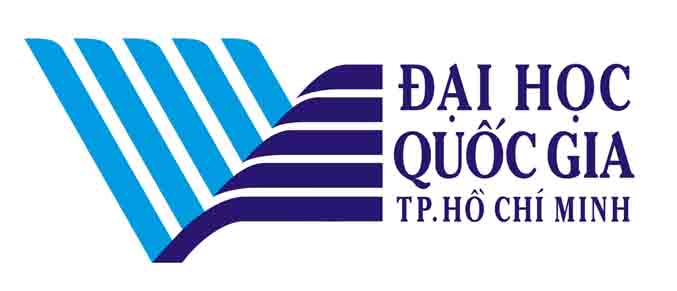 ĐẠI HỌC
QUỐC GIA
TP. HỒ CHÍ MINH